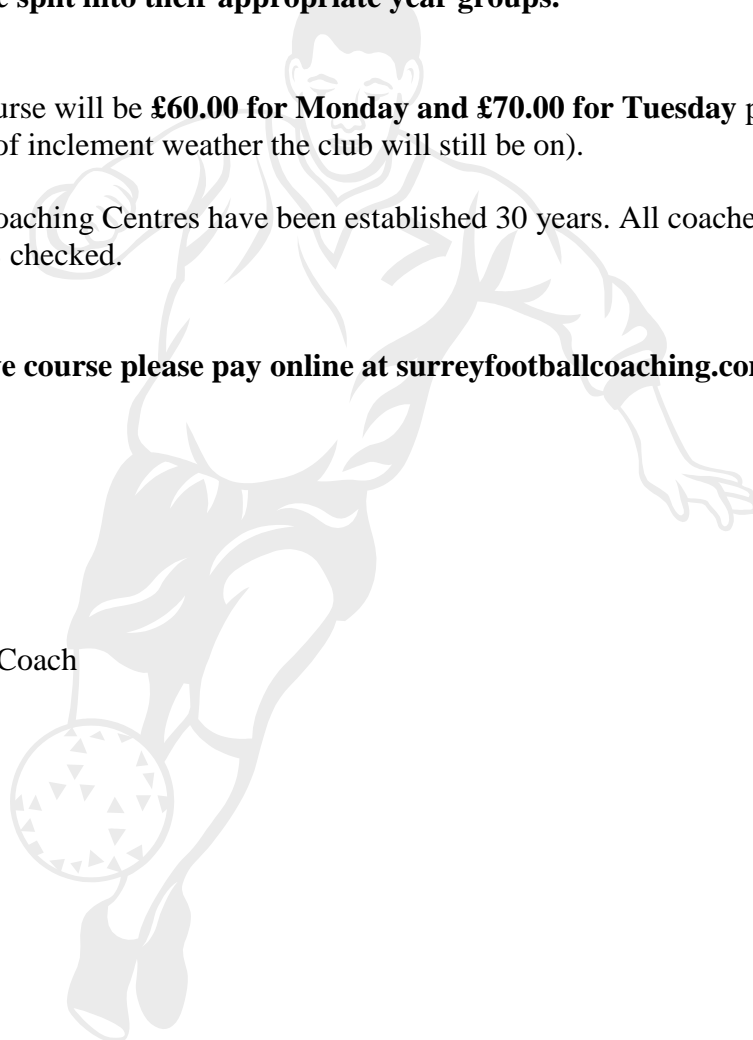 split into their appropriate year groups.
urse will be £60.00 for Monday and £70.00 for Tuesday p
of inclement weather the club will still be on).
oaching Centres have been established 30 years. All coache
checked.
e course please pay online at surreyfootballcoaching.co
Coach